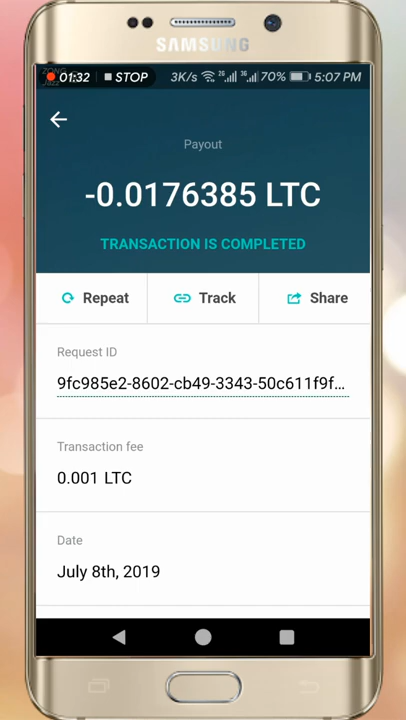 SAMSUNG
01:32 STOP 3K/s 70% 5:07 PM
Payout
-0.0176385 LTC
TRANSACTION IS COMPLETED
Repeat Track Share
Request ID
9fc985e2-8602-cb49-3343-50c611f9f...
Transaction fee
0.001 LTC
Date
July 8th, 2019